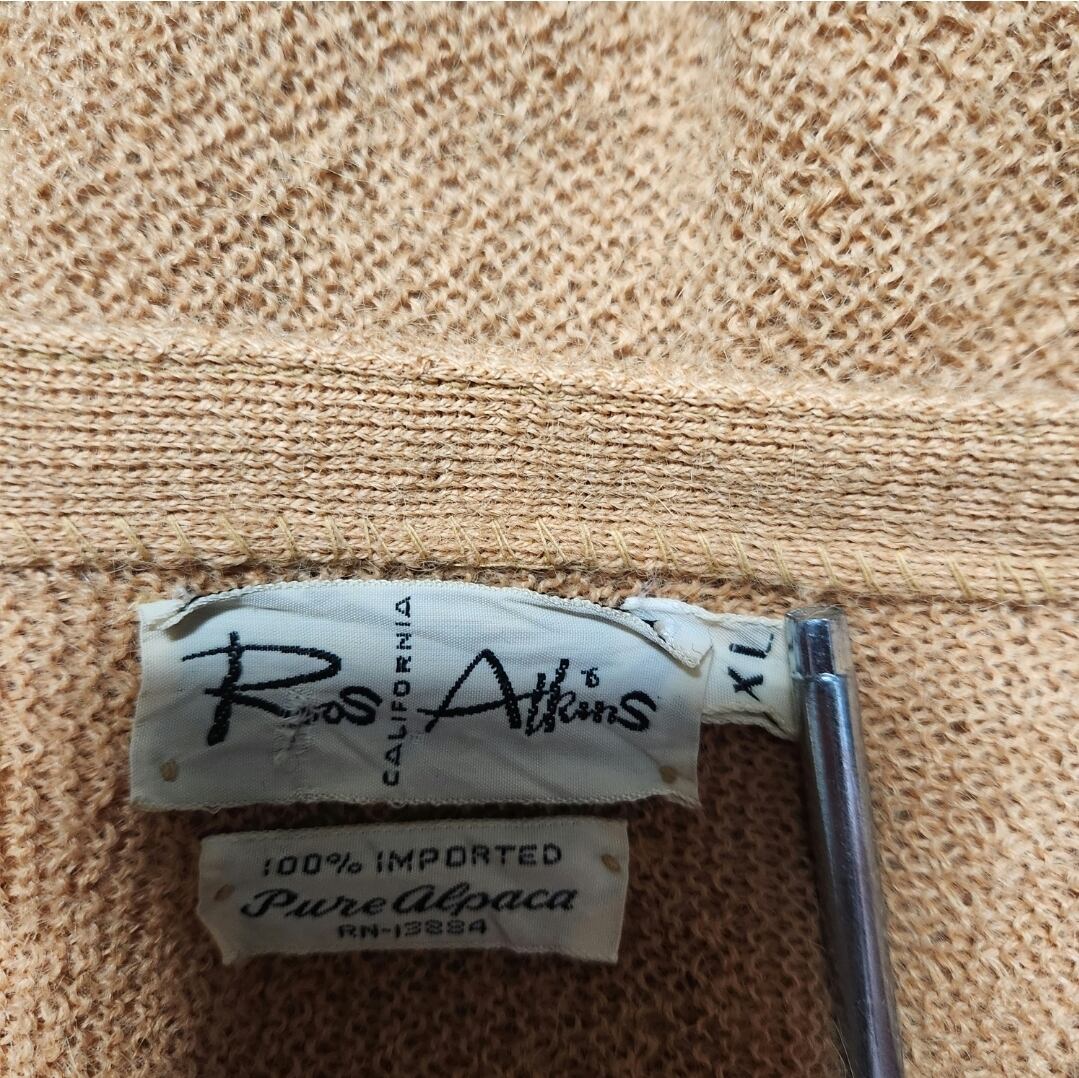 Ross Atkins
CALIFORNIA
XL
100% IMPORTED
Pure Alpaca
RN-13884